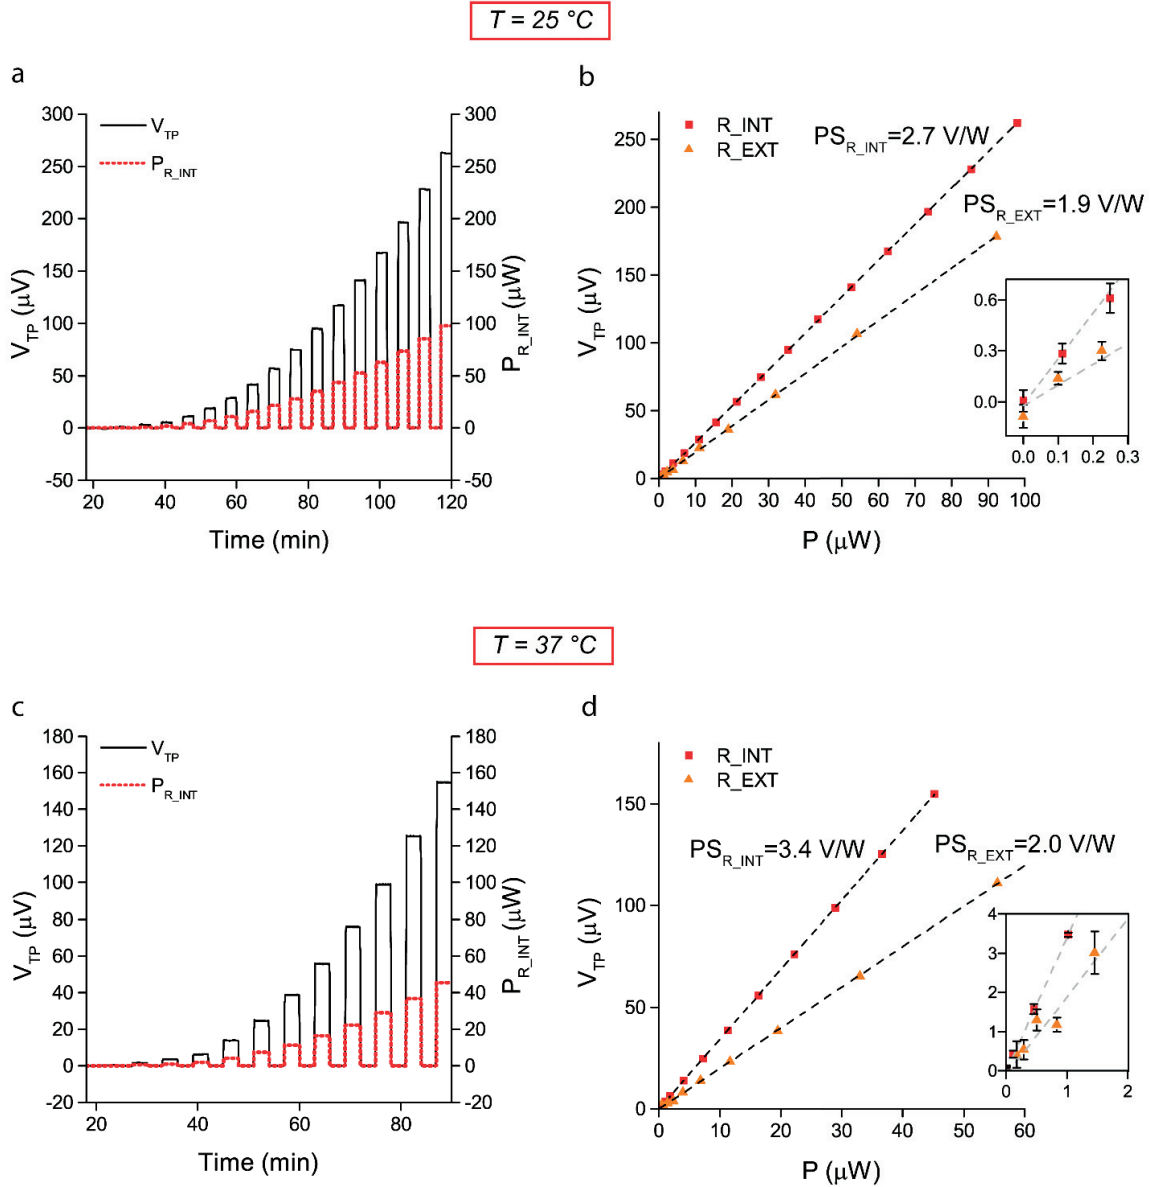 T = 25 °C
a
V_TP
P_R_INT
V_TP (μV)
300
250
200
150
100
50
0
-50
300
250
200
150
100
50
0
-50
P_R_INT (μW)
20 40 60 80 100 120
Time (min)
b
R_INT
R_EXT
PS_R_INT=2.7 V/W
PS_R_EXT=1.9 V/W
V_TP (μV)
250
200
150
100
50
0
0.6
0.3
0.0
0.0 0.1 0.2 0.3
0 10 20 30 40 50 60 70 80 90 100
P (μW)
T = 37 °C
c
V_TP
P_R_INT
V_TP (μV)
180
160
140
120
100
80
60
40
20
0
-20
180
160
140
120
100
80
60
40
20
0
-20
P_R_INT (μW)
20 40 60 80
Time (min)
d
R_INT
R_EXT
PS_R_INT=3.4 V/W
PS_R_EXT=2.0 V/W
V_TP (μV)
150
100
50
0
4
3
2
1
0
0 1 2
0 10 20 30 40 50 60
P (μW)